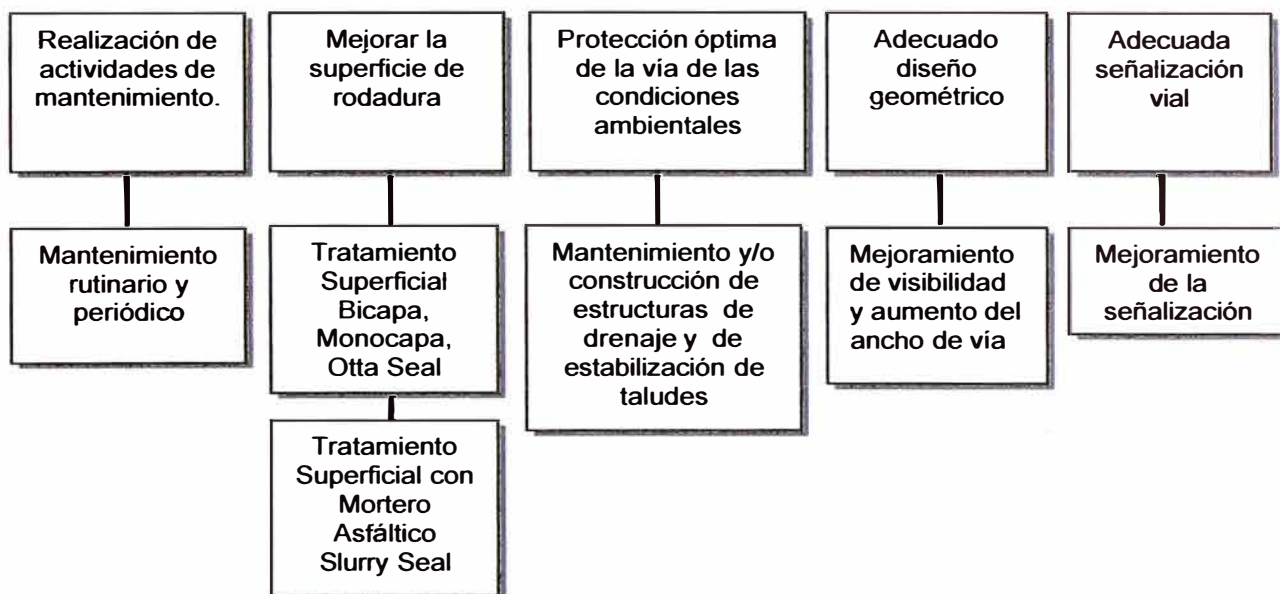 Realización de
actividades de
mantenimiento.
Mejorar la
superficie de
rodadura
Protección óptima
de la vía de las
condiciones
ambientales
Adecuado
diseño
geométrico
Adecuada
señalización
vial
Mantenimiento
rutinario y
periódico
Tratamiento
Superficial
Bicapa,
Monocapa,
Otta Seal
Mantenimiento y/o
construcción de
estructuras de
drenaje y de
estabilización de
taludes
Mejoramiento
de visibilidad
y aumento del
ancho de vía
Mejoramiento
de la
señalización
Tratamiento
Superficial con
Mortero
Asfáltico
Slurry Seal